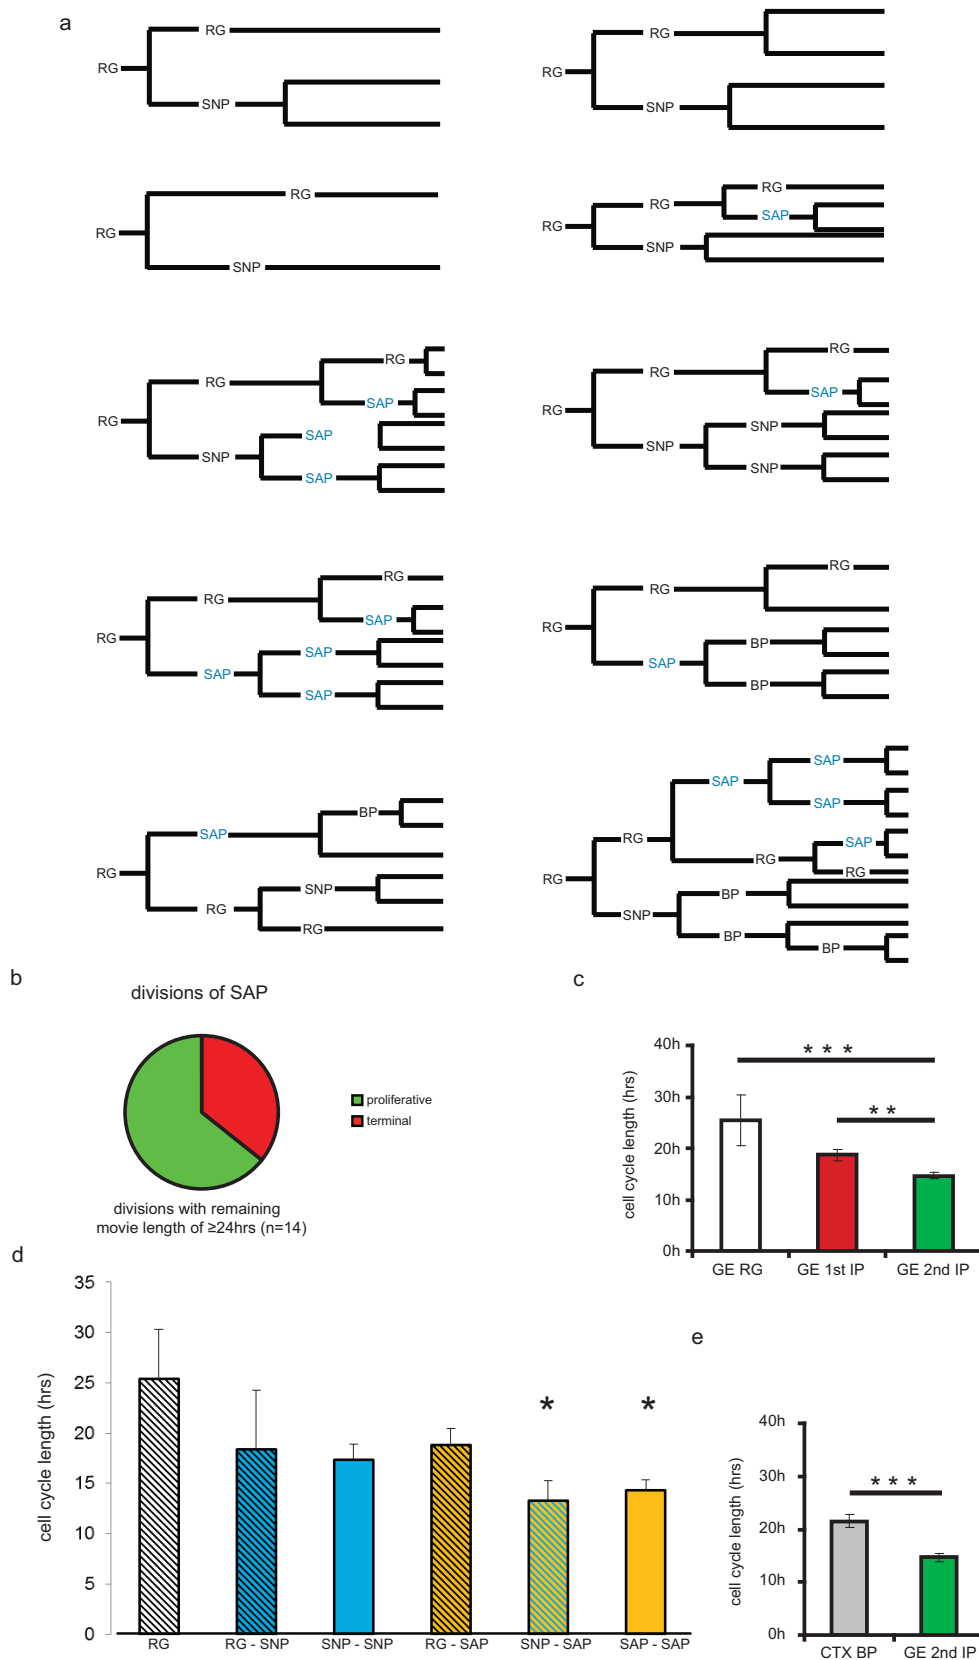 a
RG
RG
SNP
RG
RG
SNP
RG
RG
SNP
RG
RG
RG
SAP
SNP
RG
RG
RG
SAP
SNP
SAP
SAP
RG
RG
RG
SAP
SNP
SNP
SNP
RG
RG
RG
SAP
SAP
SAP
SAP
RG
RG
RG
SAP
BP
BP
RG
SAP
BP
RG
SNP
RG
RG
RG
SAP
SAP
SAP
RG
SAP
RG
SNP
BP
BP
BP
b
divisions of SAP
proliferative
terminal
divisions with remaining
movie length of ≥24hrs (n=14)
c
cell cycle length (hrs)
40h
30h
20h
10h
0h
* * *
* *
GE RG
GE 1st IP
GE 2nd IP
d
cell cycle length (hrs)
35
30
25
20
15
10
5
0
*
*
RG
RG - SNP
SNP - SNP
RG - SAP
SNP - SAP
SAP - SAP
e
cell cycle length (hrs)
40h
30h
20h
10h
0h
* * *
CTX BP
GE 2nd IP